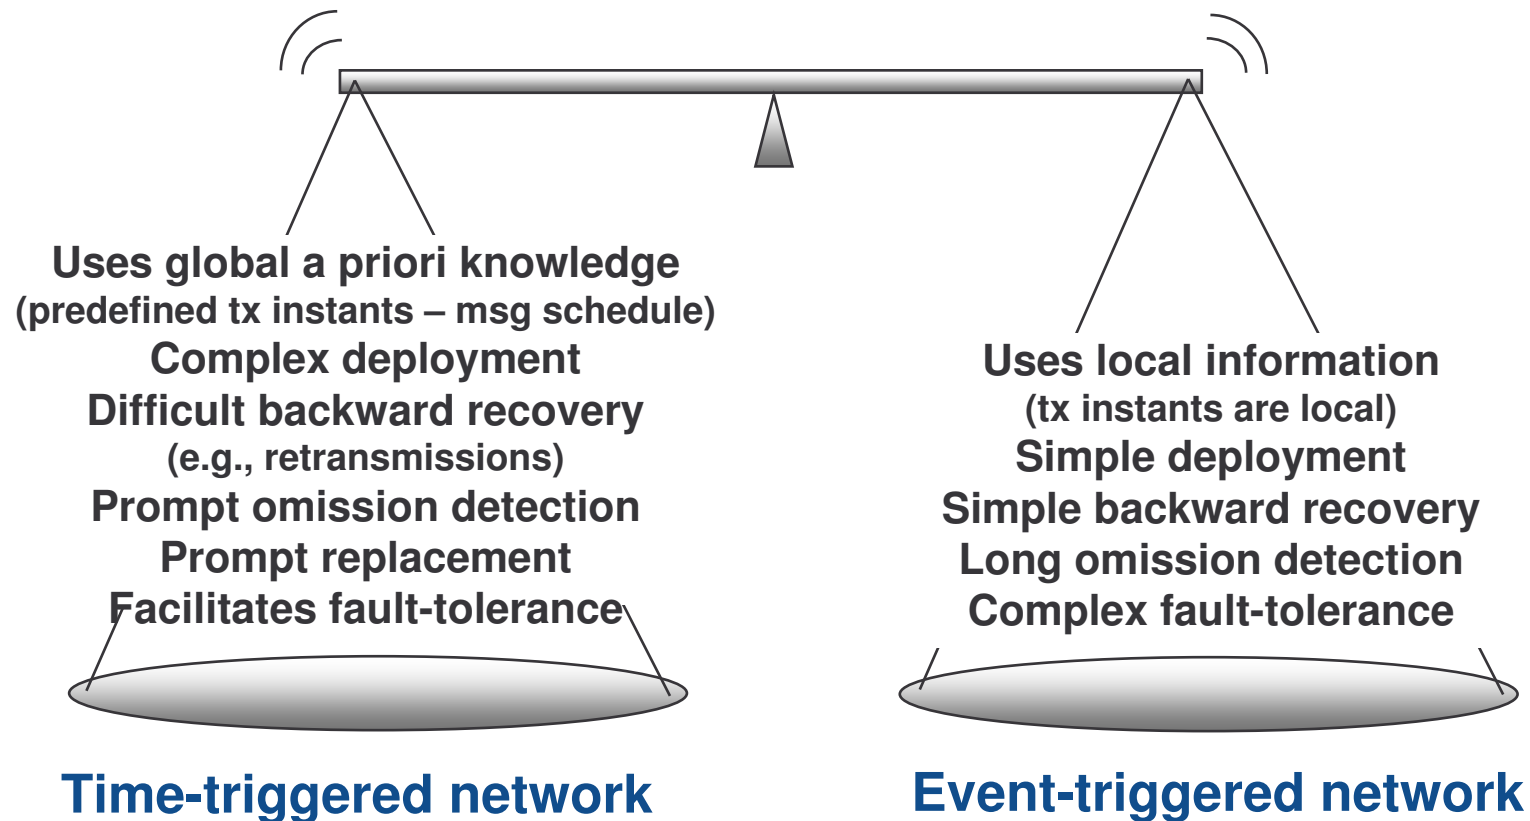 Uses global a priori knowledge
(predefined tx instants – msg schedule)
Complex deployment
Difficult backward recovery
(e.g., retransmissions)
Prompt omission detection
Prompt replacement
Facilitates fault-tolerance
Time-triggered network
Uses local information
(tx instants are local)
Simple deployment
Simple backward recovery
Long omission detection
Complex fault-tolerance
Event-triggered network